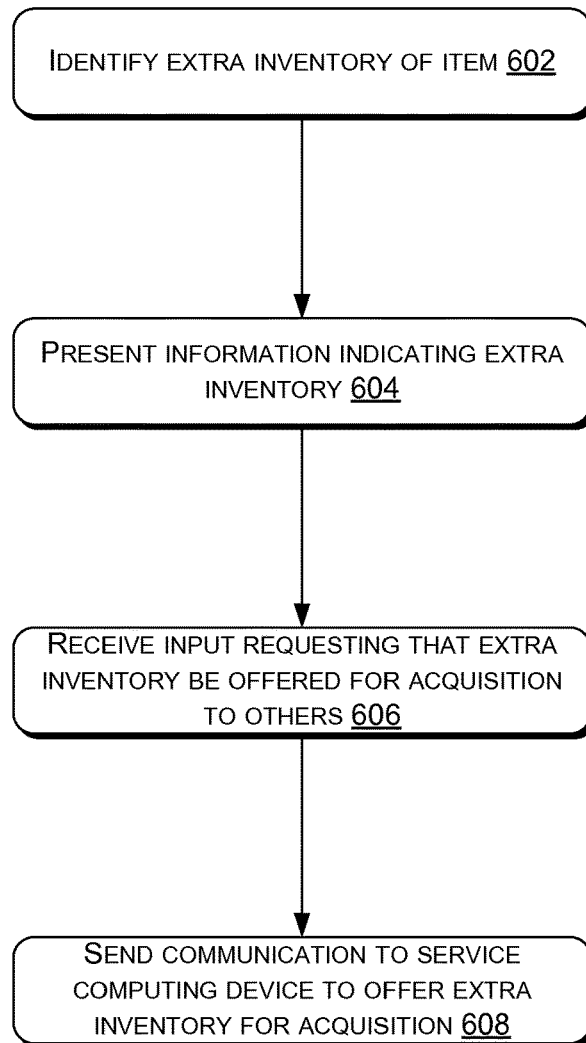 IDENTIFY EXTRA INVENTORY OF ITEM 602
PRESENT INFORMATION INDICATING EXTRA
INVENTORY 604
RECEIVE INPUT REQUESTING THAT EXTRA
INVENTORY BE OFFERED FOR ACQUISITION
TO OTHERS 606
SEND COMMUNICATION TO SERVICE
COMPUTING DEVICE TO OFFER EXTRA
INVENTORY FOR ACQUISITION 608